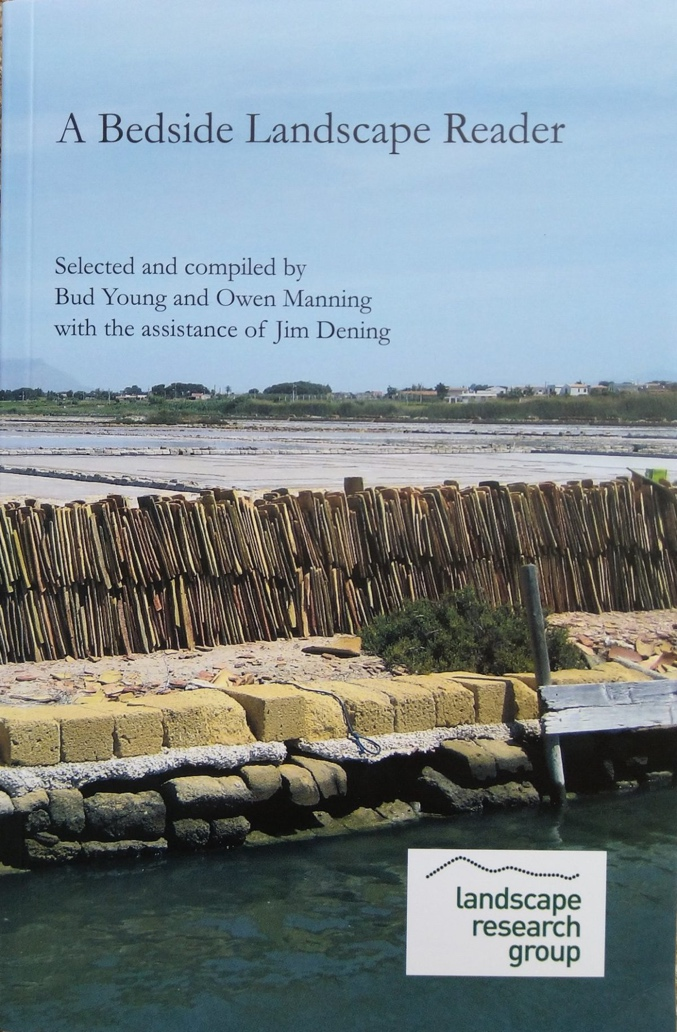 A Bedside Landscape Reader
Selected and compiled by
Bud Young and Owen Manning
with the assistance of Jim Dening
landscape
research
group